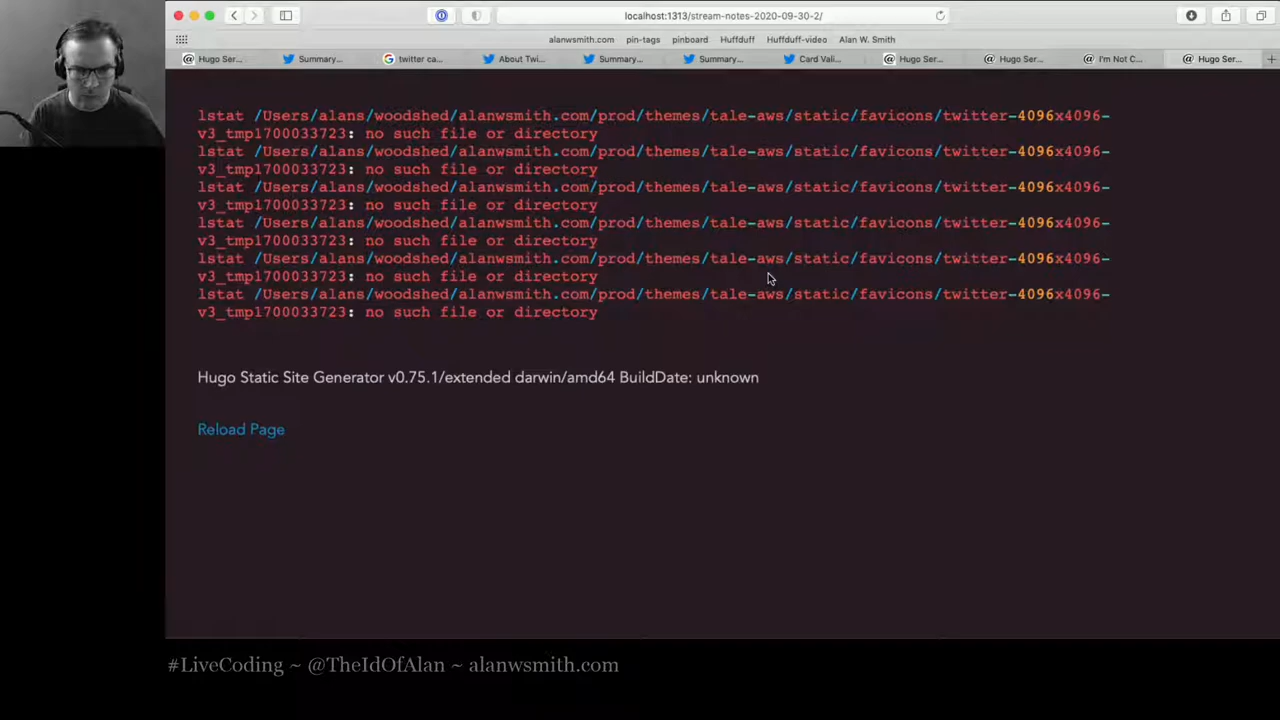 localhost:1313/stream-notes-2020-09-30-2/
alanwsmith.com pin-tags pinboard Huffduff Huffduff-video Alan W. Smith
Hugo Ser... Summary... twitter ca... About Twi... Summary... Summary... Card Vali... Hugo Ser... Hugo Ser... I'm Not C... Hugo Ser...
lstat /Users/alans/woodshed/alanwsmith.com/prod/themes/tale-aws/static/favicons/twitter-4096x4096-
v3_tmp1700033723: no such file or directory
lstat /Users/alans/woodshed/alanwsmith.com/prod/themes/tale-aws/static/favicons/twitter-4096x4096-
v3_tmp1700033723: no such file or directory
lstat /Users/alans/woodshed/alanwsmith.com/prod/themes/tale-aws/static/favicons/twitter-4096x4096-
v3_tmp1700033723: no such file or directory
lstat /Users/alans/woodshed/alanwsmith.com/prod/themes/tale-aws/static/favicons/twitter-4096x4096-
v3_tmp1700033723: no such file or directory
lstat /Users/alans/woodshed/alanwsmith.com/prod/themes/tale-aws/static/favicons/twitter-4096x4096-
v3_tmp1700033723: no such file or directory
lstat /Users/alans/woodshed/alanwsmith.com/prod/themes/tale-aws/static/favicons/twitter-4096x4096-
v3_tmp1700033723: no such file or directory
Hugo Static Site Generator v0.75.1/extended darwin/amd64 BuildDate: unknown
Reload Page
#LiveCoding ~ @TheIdOfAlan ~ alanwsmith.com